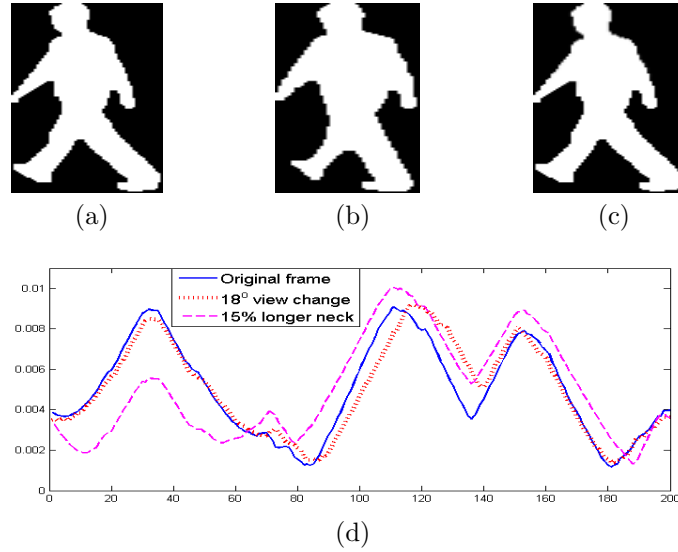 (a) (b) (c)
Original frame
18° view change
15% longer neck
0.01
0.008
0.006
0.004
0.002
0
0 20 40 60 80 100 120 140 160 180 200
(d)